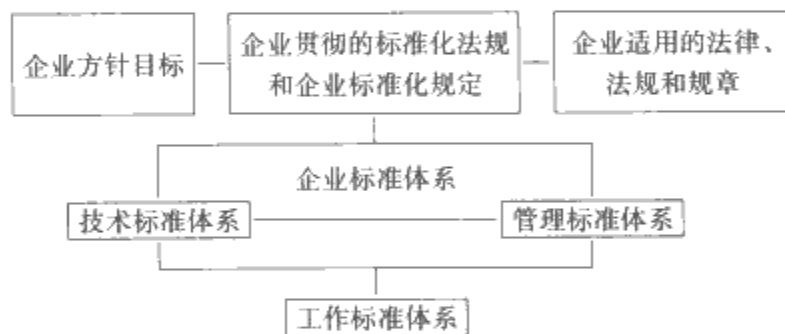 企业方针目标
企业贯彻的标准化法规
和企业标准化规定
企业适用的法律、
法规和规章
企业标准体系
技术标准体系
管理标准体系
工作标准体系